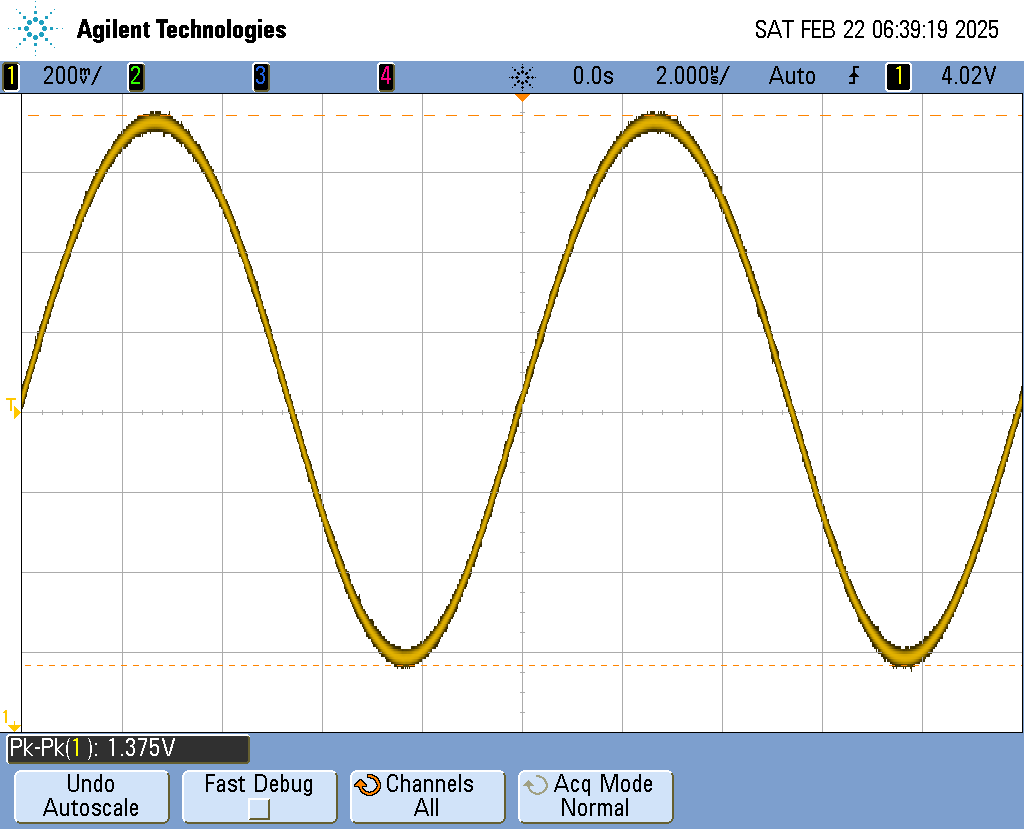 Agilent Technologies
SAT FEB 22 06:39:19 2025
1 200mV/ 2 3 4 0.0s 2.000µs/ Auto 1 4.02V
T
1
Pk-Pk(1): 1.375V
Undo Autoscale
Fast Debug
Channels All
Acq Mode Normal